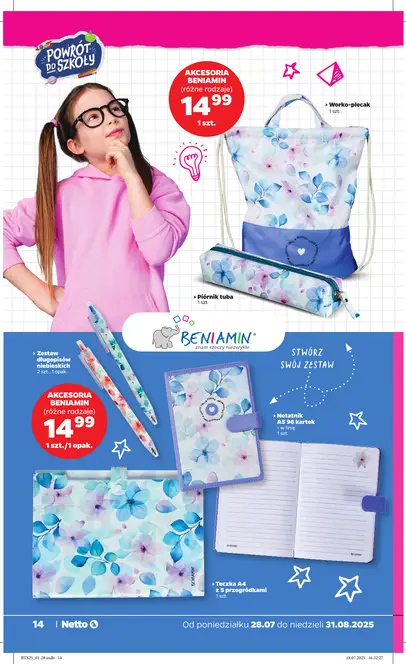 POWRÓT
DO
SZKOŁY
AKCESORIA
BENIAMIN
(różne rodzaje)
14 99
1 szt.
Worko-plecak
1 szt.
Piórnik tuba
1 szt.
BENIAMIN®
znam rzeczy niezwykłe
Zestaw
długopisów
niebieskich
2 szt., 1 opak.
STWÓRZ
SWÓJ ZESTAW
AKCESORIA
BENIAMIN
(różne rodzaje)
14 99
1 szt./1 opak.
Notatnik
A5 96 kartek
w linię
1 szt.
Teczka A4
z 5 przegródkami
1 szt.
14 | Netto
Od poniedziałku 28.07 do niedzieli 31.08.2025